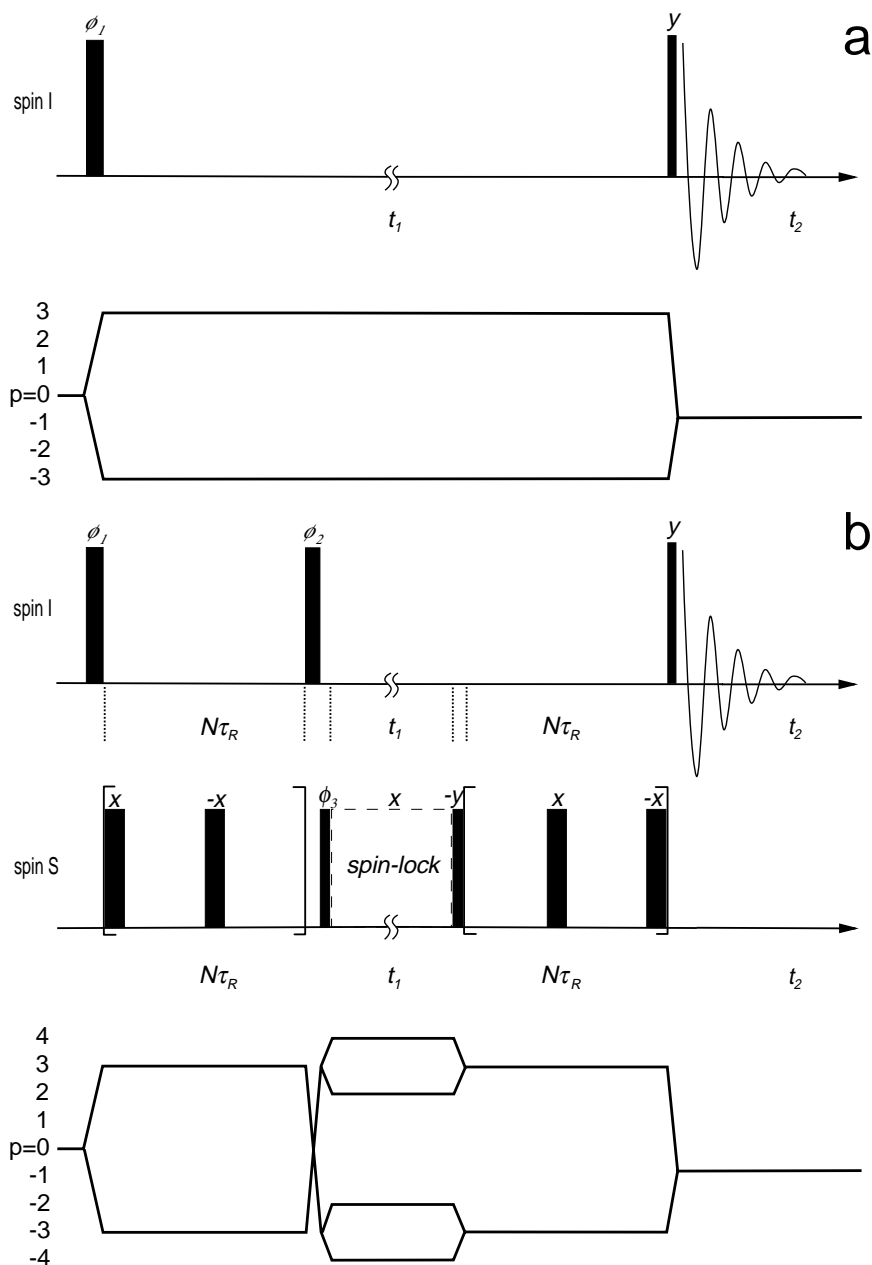 ϕ1 y a
spin I
t1 t2
3
2
1
p=0
-1
-2
-3
ϕ1 ϕ2 y b
spin I
NτR t1 NτR t2
x -x ϕ3 x -y x -x
spin S spin-lock
NτR t1 NτR t2
4
3
2
1
p=0
-1
-2
-3
-4